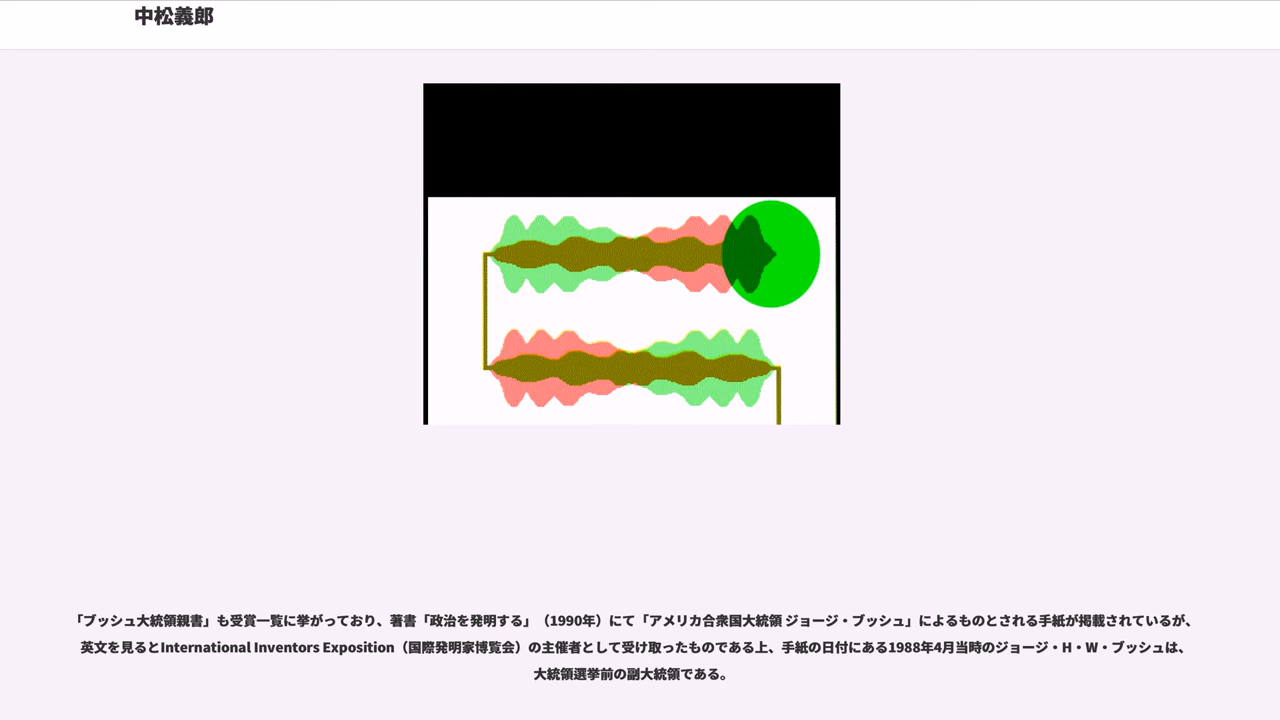 中松義郎
「ブッシュ大統領親書」も受賞一覧に挙がっており、著書「政治を発明する」（1990年）にて「アメリカ合衆国大統領 ジョージ・ブッシュ」によるものとされる手紙が掲載されているが、
英文を見るとInternational Inventors Exposition（国際発明家博覧会）の主催者として受け取ったものである上、手紙の日付にある1988年4月当時のジョージ・H・W・ブッシュは、
大統領選挙前の副大統領である。